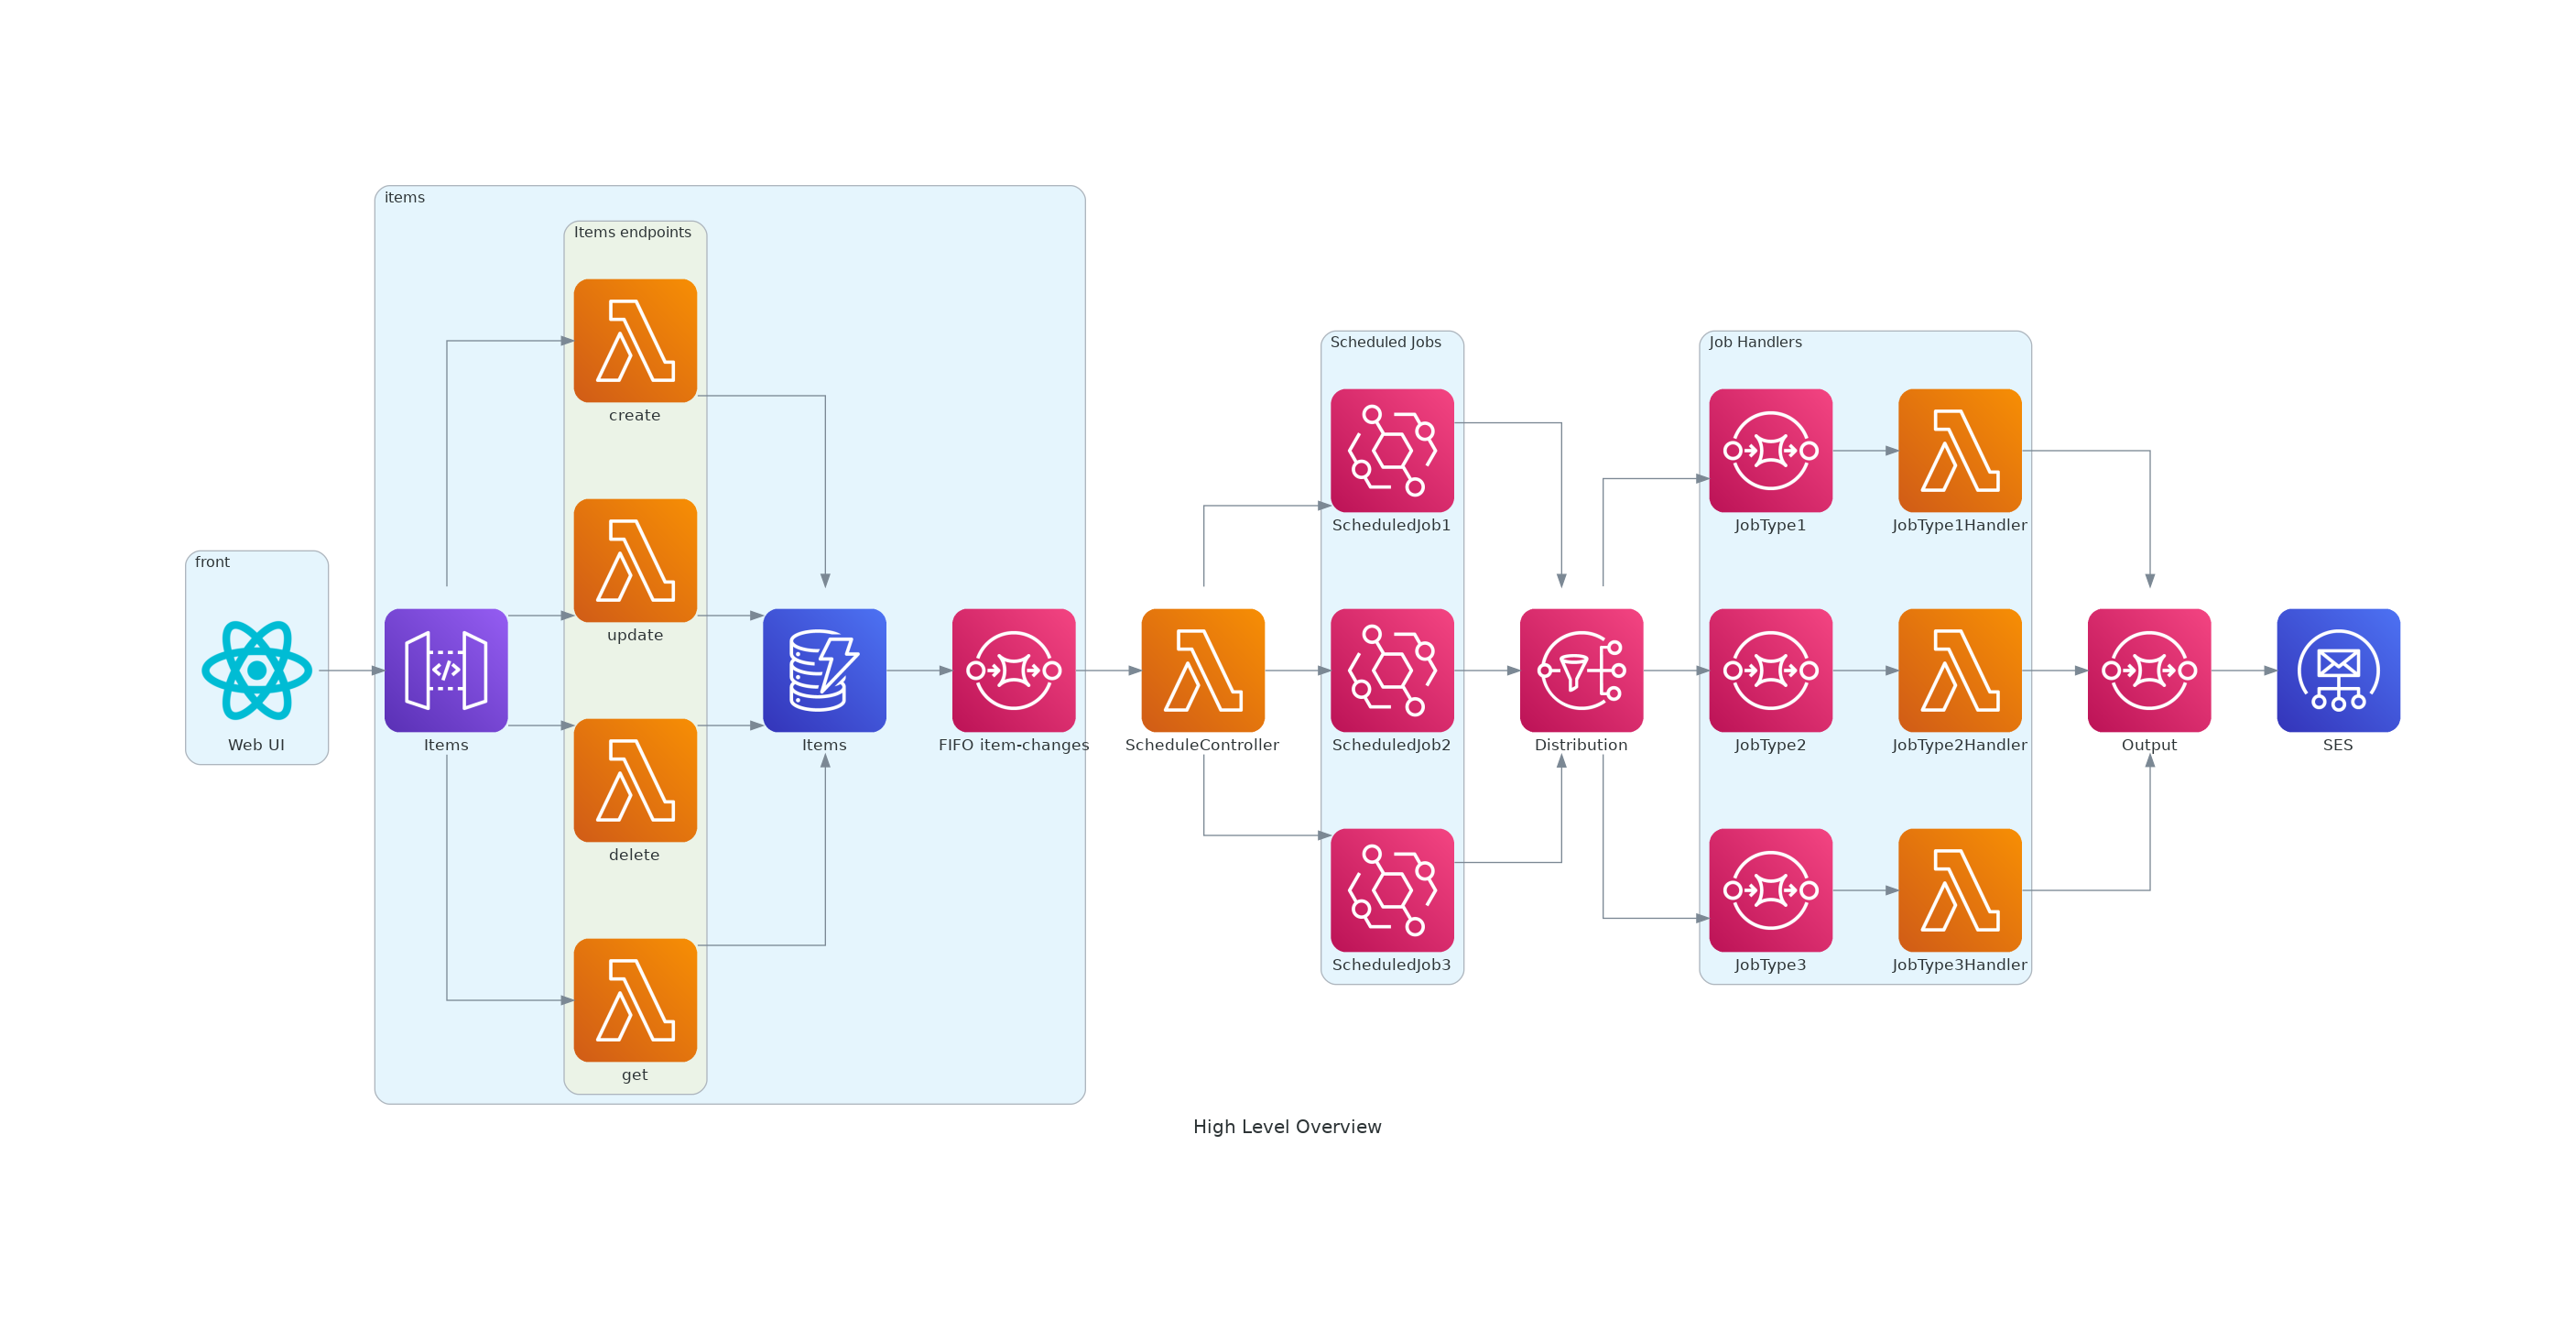 items
Items endpoints
create
Scheduled Jobs
Job Handlers
ScheduledJob1
JobType1
JobType1Handler
front
update
Web UI
Items
Items
FIFO item-changes
ScheduleController
ScheduledJob2
Distribution
JobType2
JobType2Handler
Output
SES
delete
ScheduledJob3
JobType3
JobType3Handler
get
High Level Overview